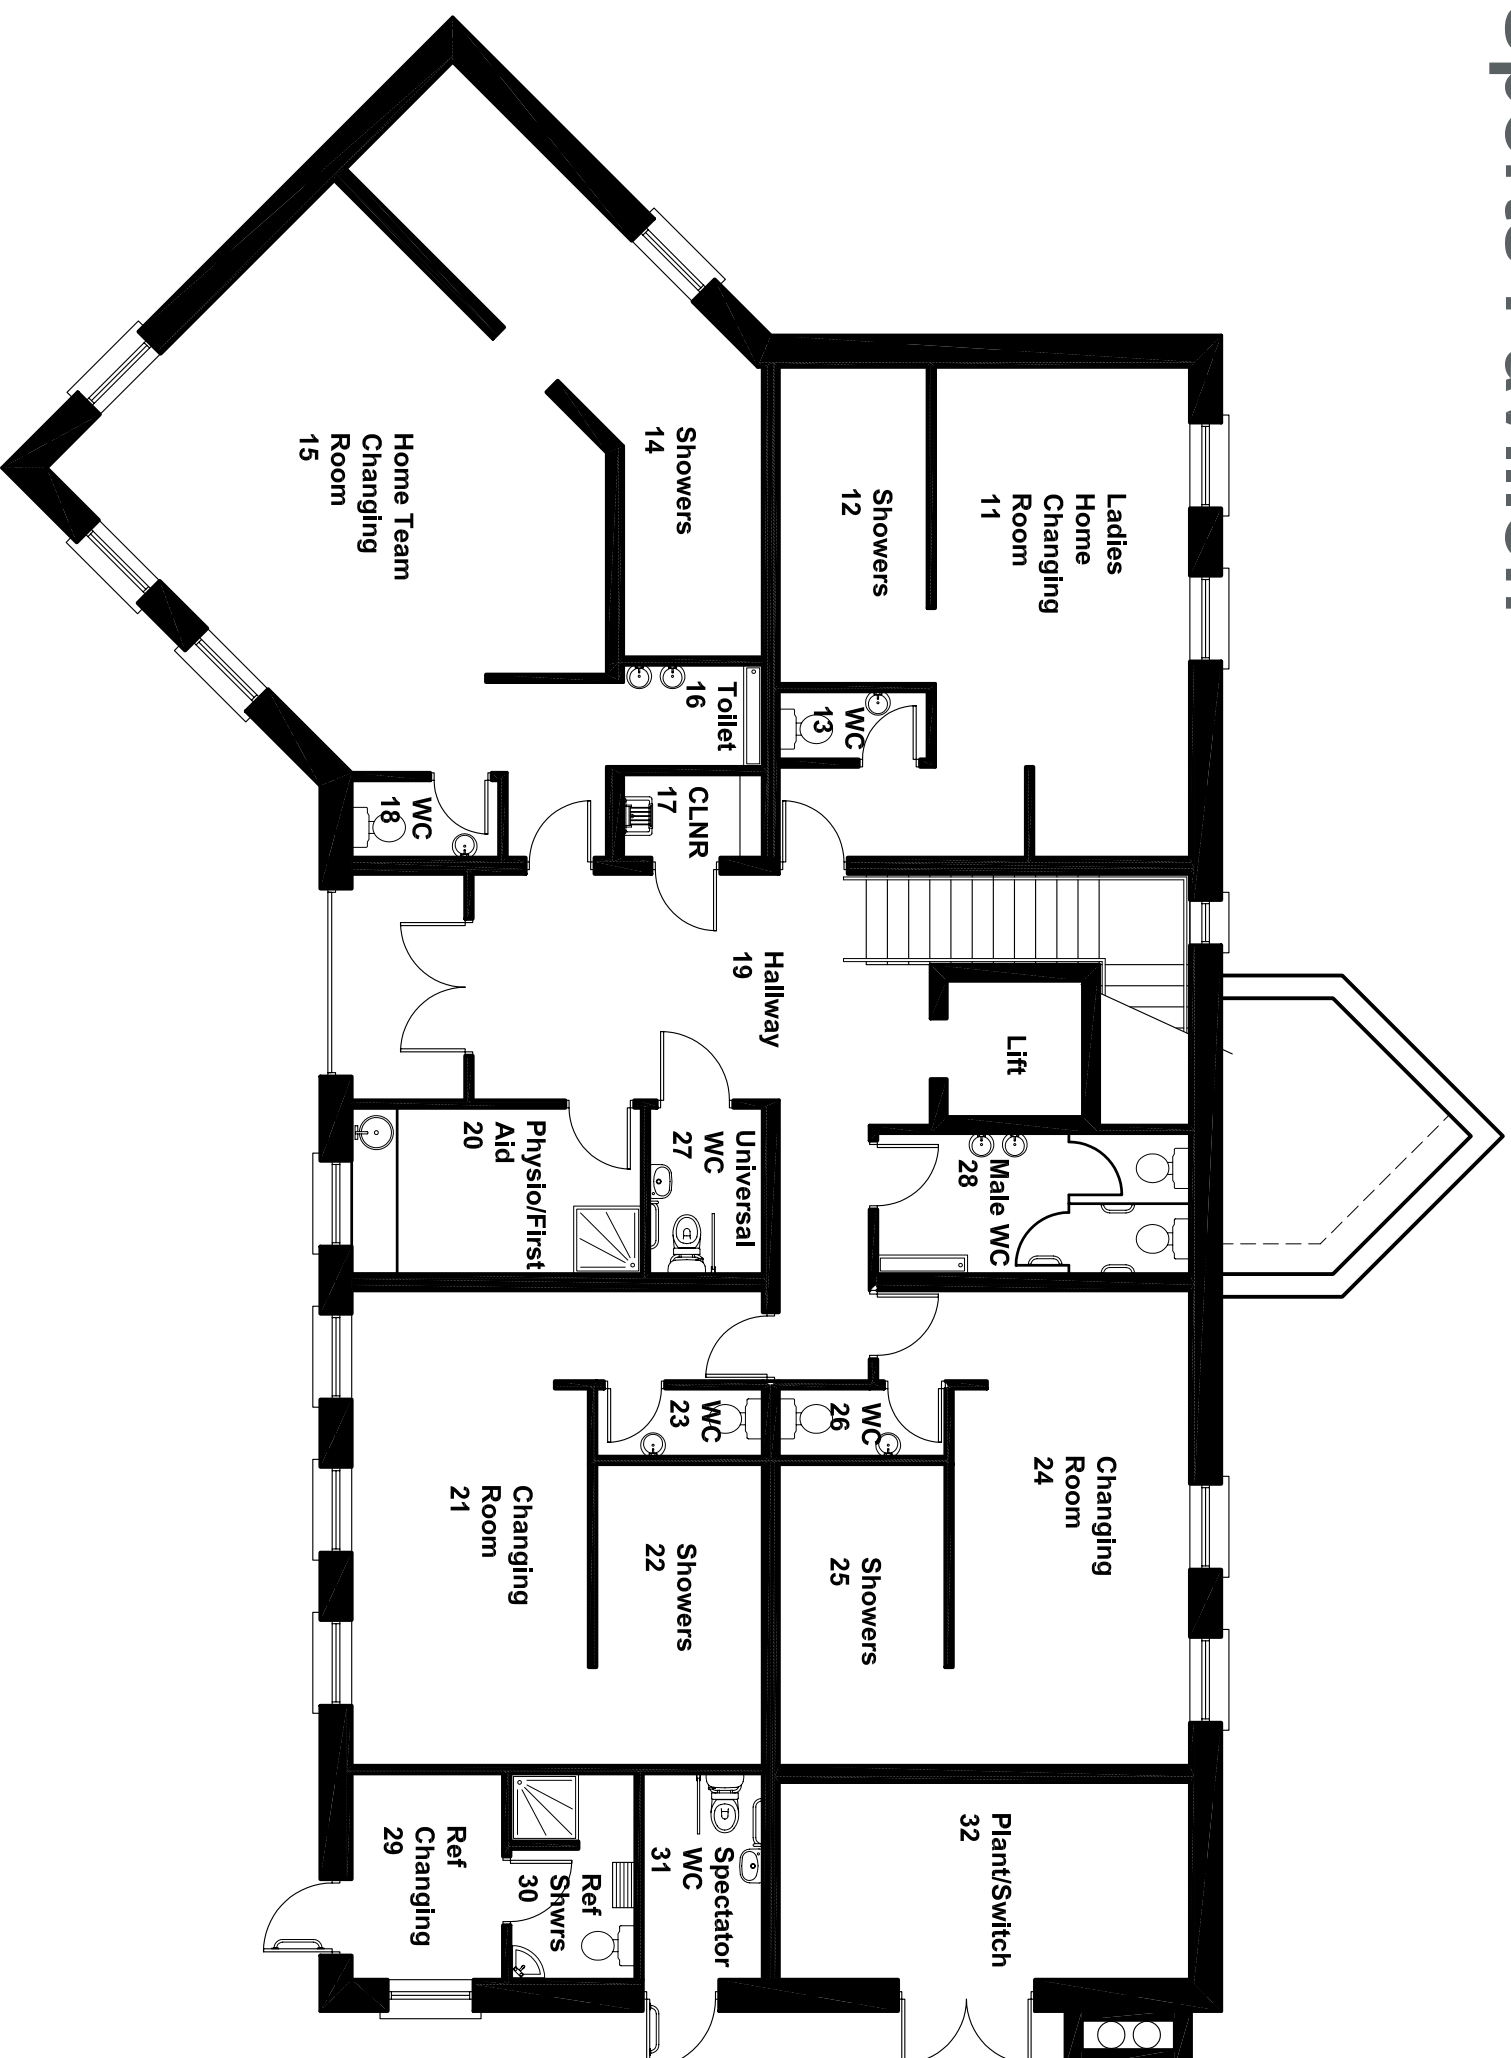 Sports Pavilion
Ladies
Home
Changing
Room
11
Showers
12
WC
13
Showers
14
Home Team
Changing
Room
15
Toilet
16
CLNR
17
WC
18
Hallway
19
Lift
Physio/First
Aid
20
Universal
WC
27
Male WC
28
Changing
Room
21
Showers
22
WC
23
Changing
Room
24
Showers
25
WC
26
Ref
Changing
29
Ref
Shwrs
30
Spectator
WC
31
Plant/Switch
32